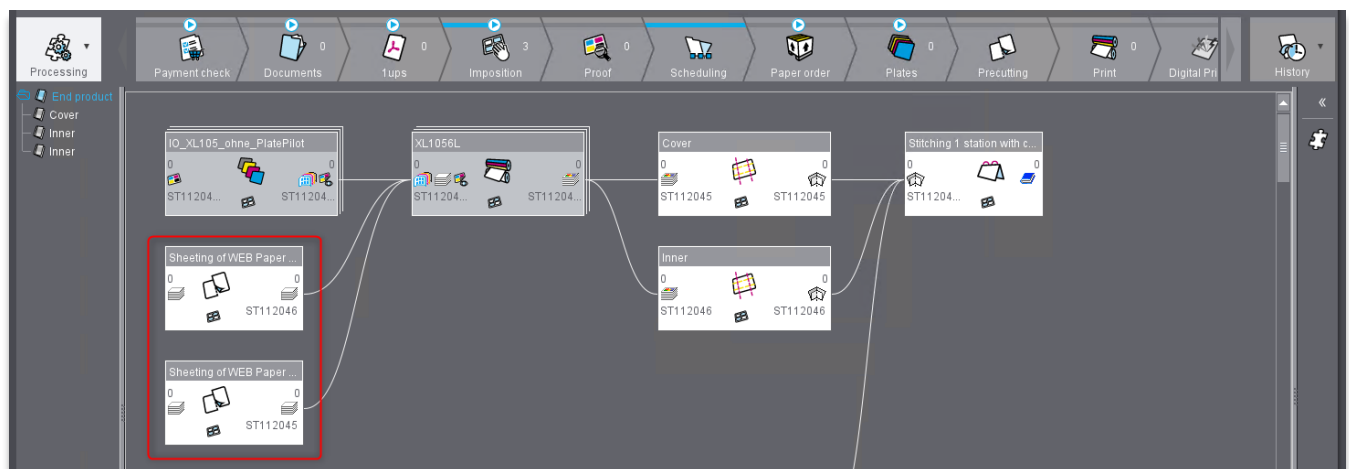 Processing
Payment check
Documents
0
1ups
0
Imposition
3
Proof
0
Scheduling
Paper order
Plates
0
Precutting
Print
0
Digital Pri
History
End product
Cover
Inner
Inner
IO_XL105_ohne_PlatePilot
0 0
ST11204... ST11204...
XL1056L
0 0
ST11204... ST11204...
Cover
0 0
ST112045 ST112045
Stitching 1 station with c...
0 0
ST11204...
Sheeting of WEB Paper ...
0 0
ST112046
Inner
0 0
ST112046 ST112046
Sheeting of WEB Paper ...
0 0
ST112045